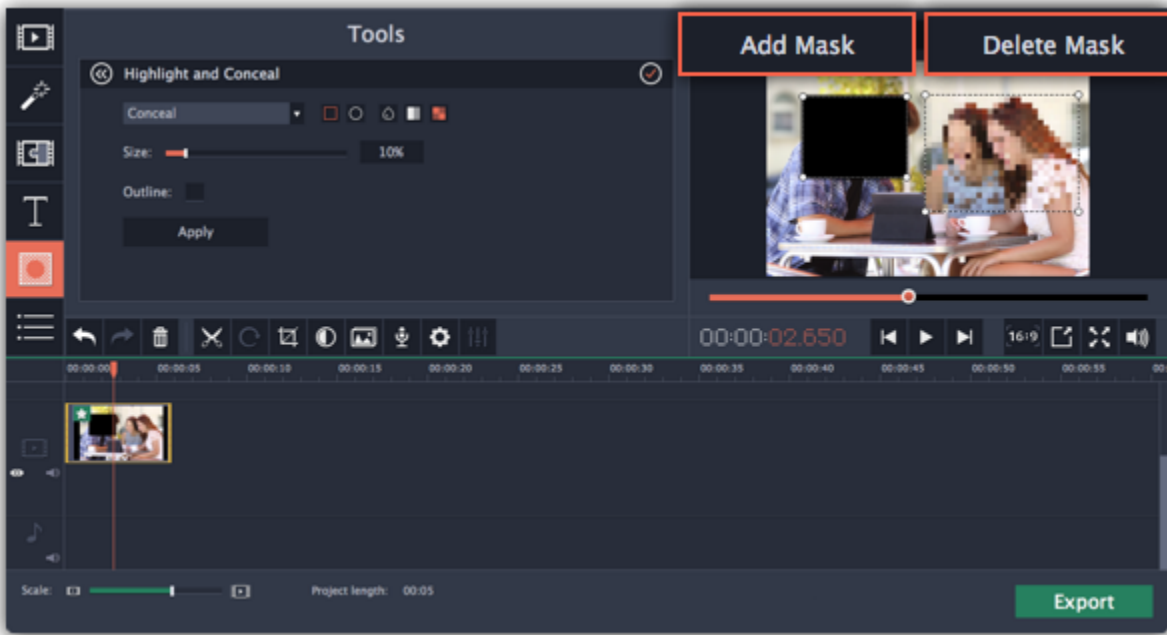 Tools
Add Mask
Delete Mask
Highlight and Conceal
Conceal
Size:
10%
Outline:
Apply
T
00:00:02.650
16:9
00:00:00
00:00:05
00:00:10
00:00:15
00:00:20
00:00:25
00:00:30
00:00:35
00:00:40
00:00:45
00:00:50
00:00:55
00:
Scale:
Project length: 00:05
Export